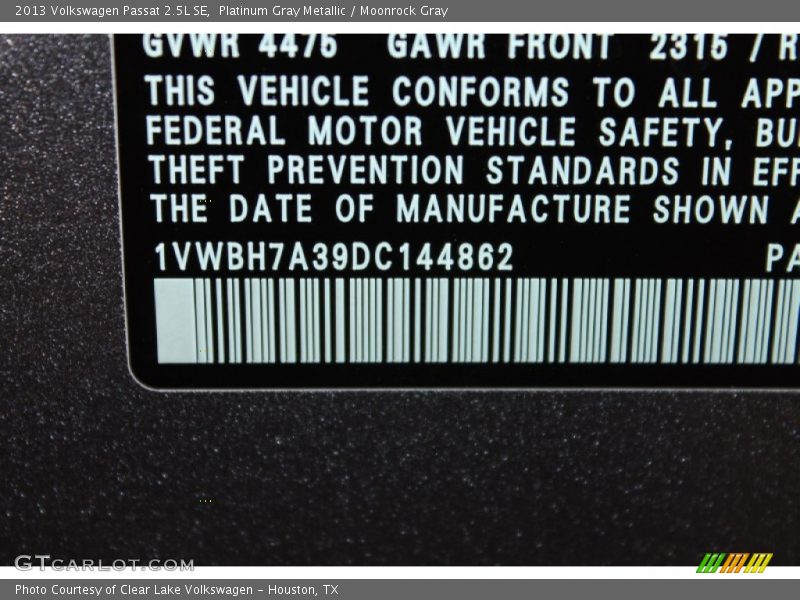 2013 Volkswagen Passat 2.5L SE,  Platinum Gray Metallic / Moonrock Gray
GVWR 4475 GAWR FRONT 2315 / R
THIS VEHICLE CONFORMS TO ALL APP
FEDERAL MOTOR VEHICLE SAFETY, BU
THEFT PREVENTION STANDARDS IN EFF
THE DATE OF MANUFACTURE SHOWN A
1VWBH7A39DC144862 PA
GTCARLOT.COM
Photo Courtesy of Clear Lake Volkswagen - Houston, TX